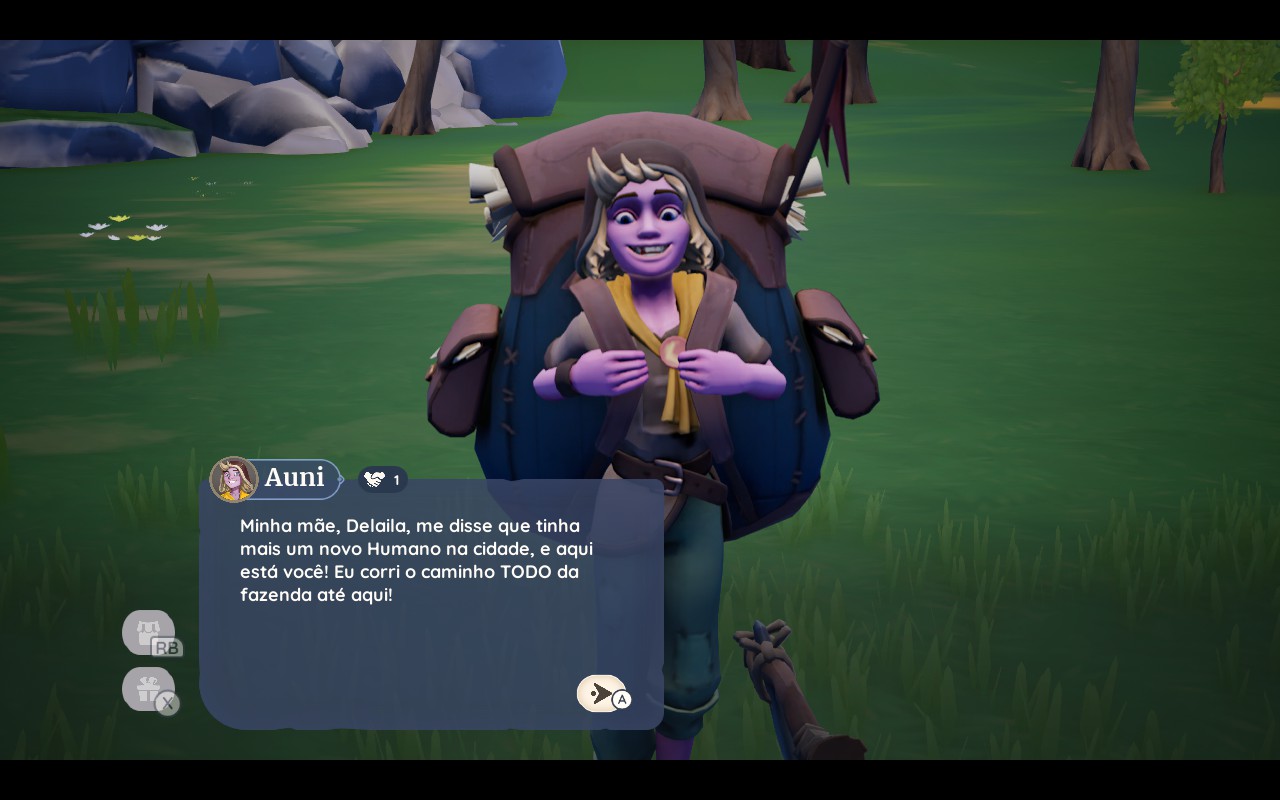 Auni
1
Minha mãe, Delaila, me disse que tinha
mais um novo Humano na cidade, e aqui
está você! Eu corri o caminho TODO da
fazenda até aqui!
RB
X
A